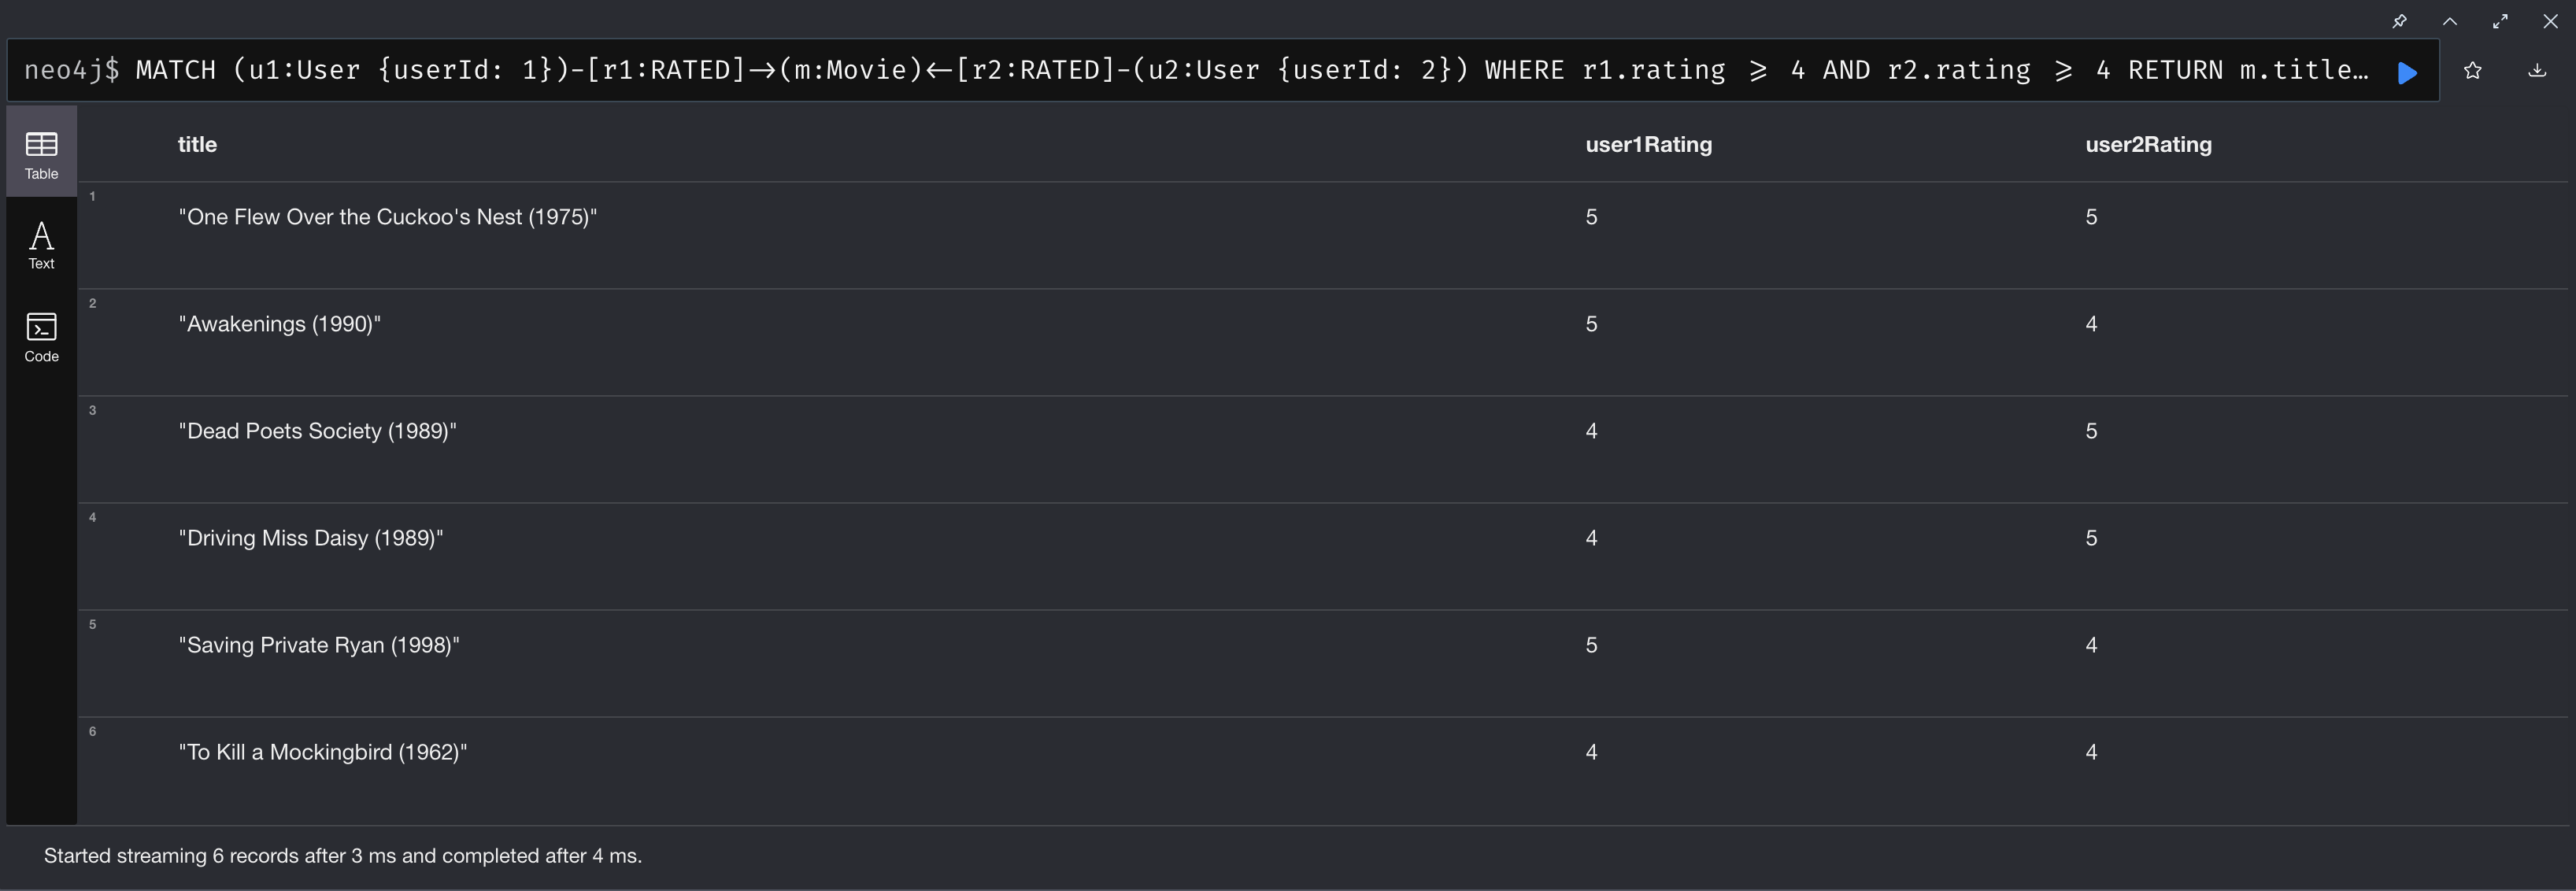 neo4j$ MATCH (u1:User {userId: 1})-[r1:RATED]->(m:Movie)<-[r2:RATED]-(u2:User {userId: 2}) WHERE r1.rating >= 4 AND r2.rating >= 4 RETURN m.title…
title user1Rating user2Rating
Table
1 "One Flew Over the Cuckoo's Nest (1975)" 5 5
Text
2 "Awakenings (1990)" 5 4
Code
3 "Dead Poets Society (1989)" 4 5
4 "Driving Miss Daisy (1989)" 4 5
5 "Saving Private Ryan (1998)" 5 4
6 "To Kill a Mockingbird (1962)" 4 4
Started streaming 6 records after 3 ms and completed after 4 ms.